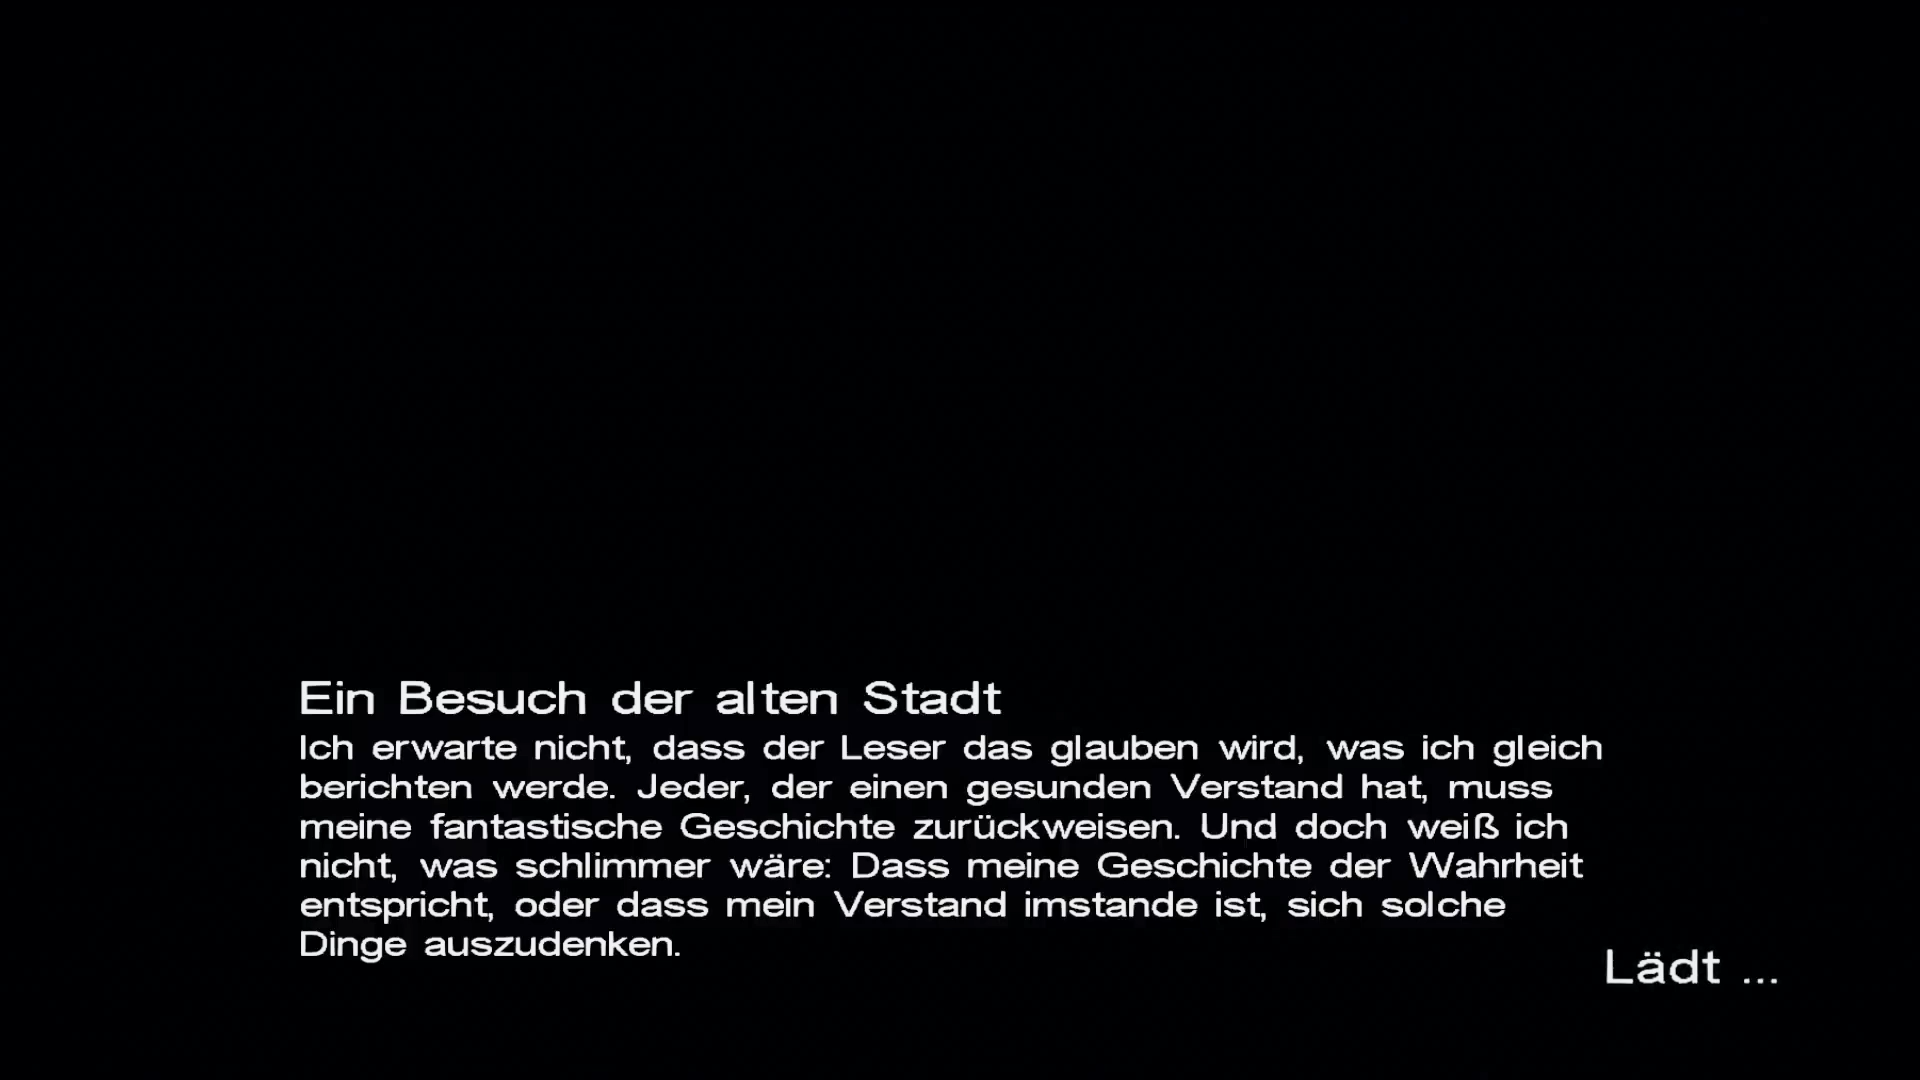 Ein Besuch der alten Stadt
Ich erwarte nicht, dass der Leser das glauben wird, was ich gleich
berichten werde. Jeder, der einen gesunden Verstand hat, muss
meine fantastische Geschichte zurückweisen. Und doch weiß ich
nicht, was schlimmer wäre: Dass meine Geschichte der Wahrheit
entspricht, oder dass mein Verstand imstande ist, sich solche
Dinge auszudenken.
Lädt ...